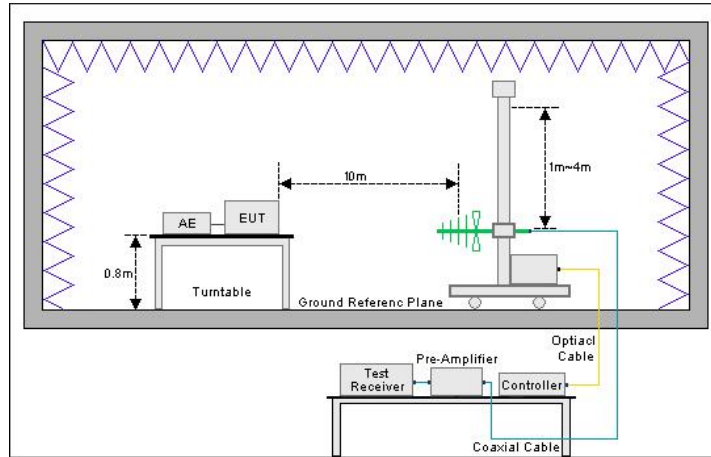 10m
1m~4m
AE
EUT
0.8m
Turntable
Ground Referenc Plane
Optiacl
Cable
Pre-Amplifier
Test
Receiver
Controller
Coaxial Cable